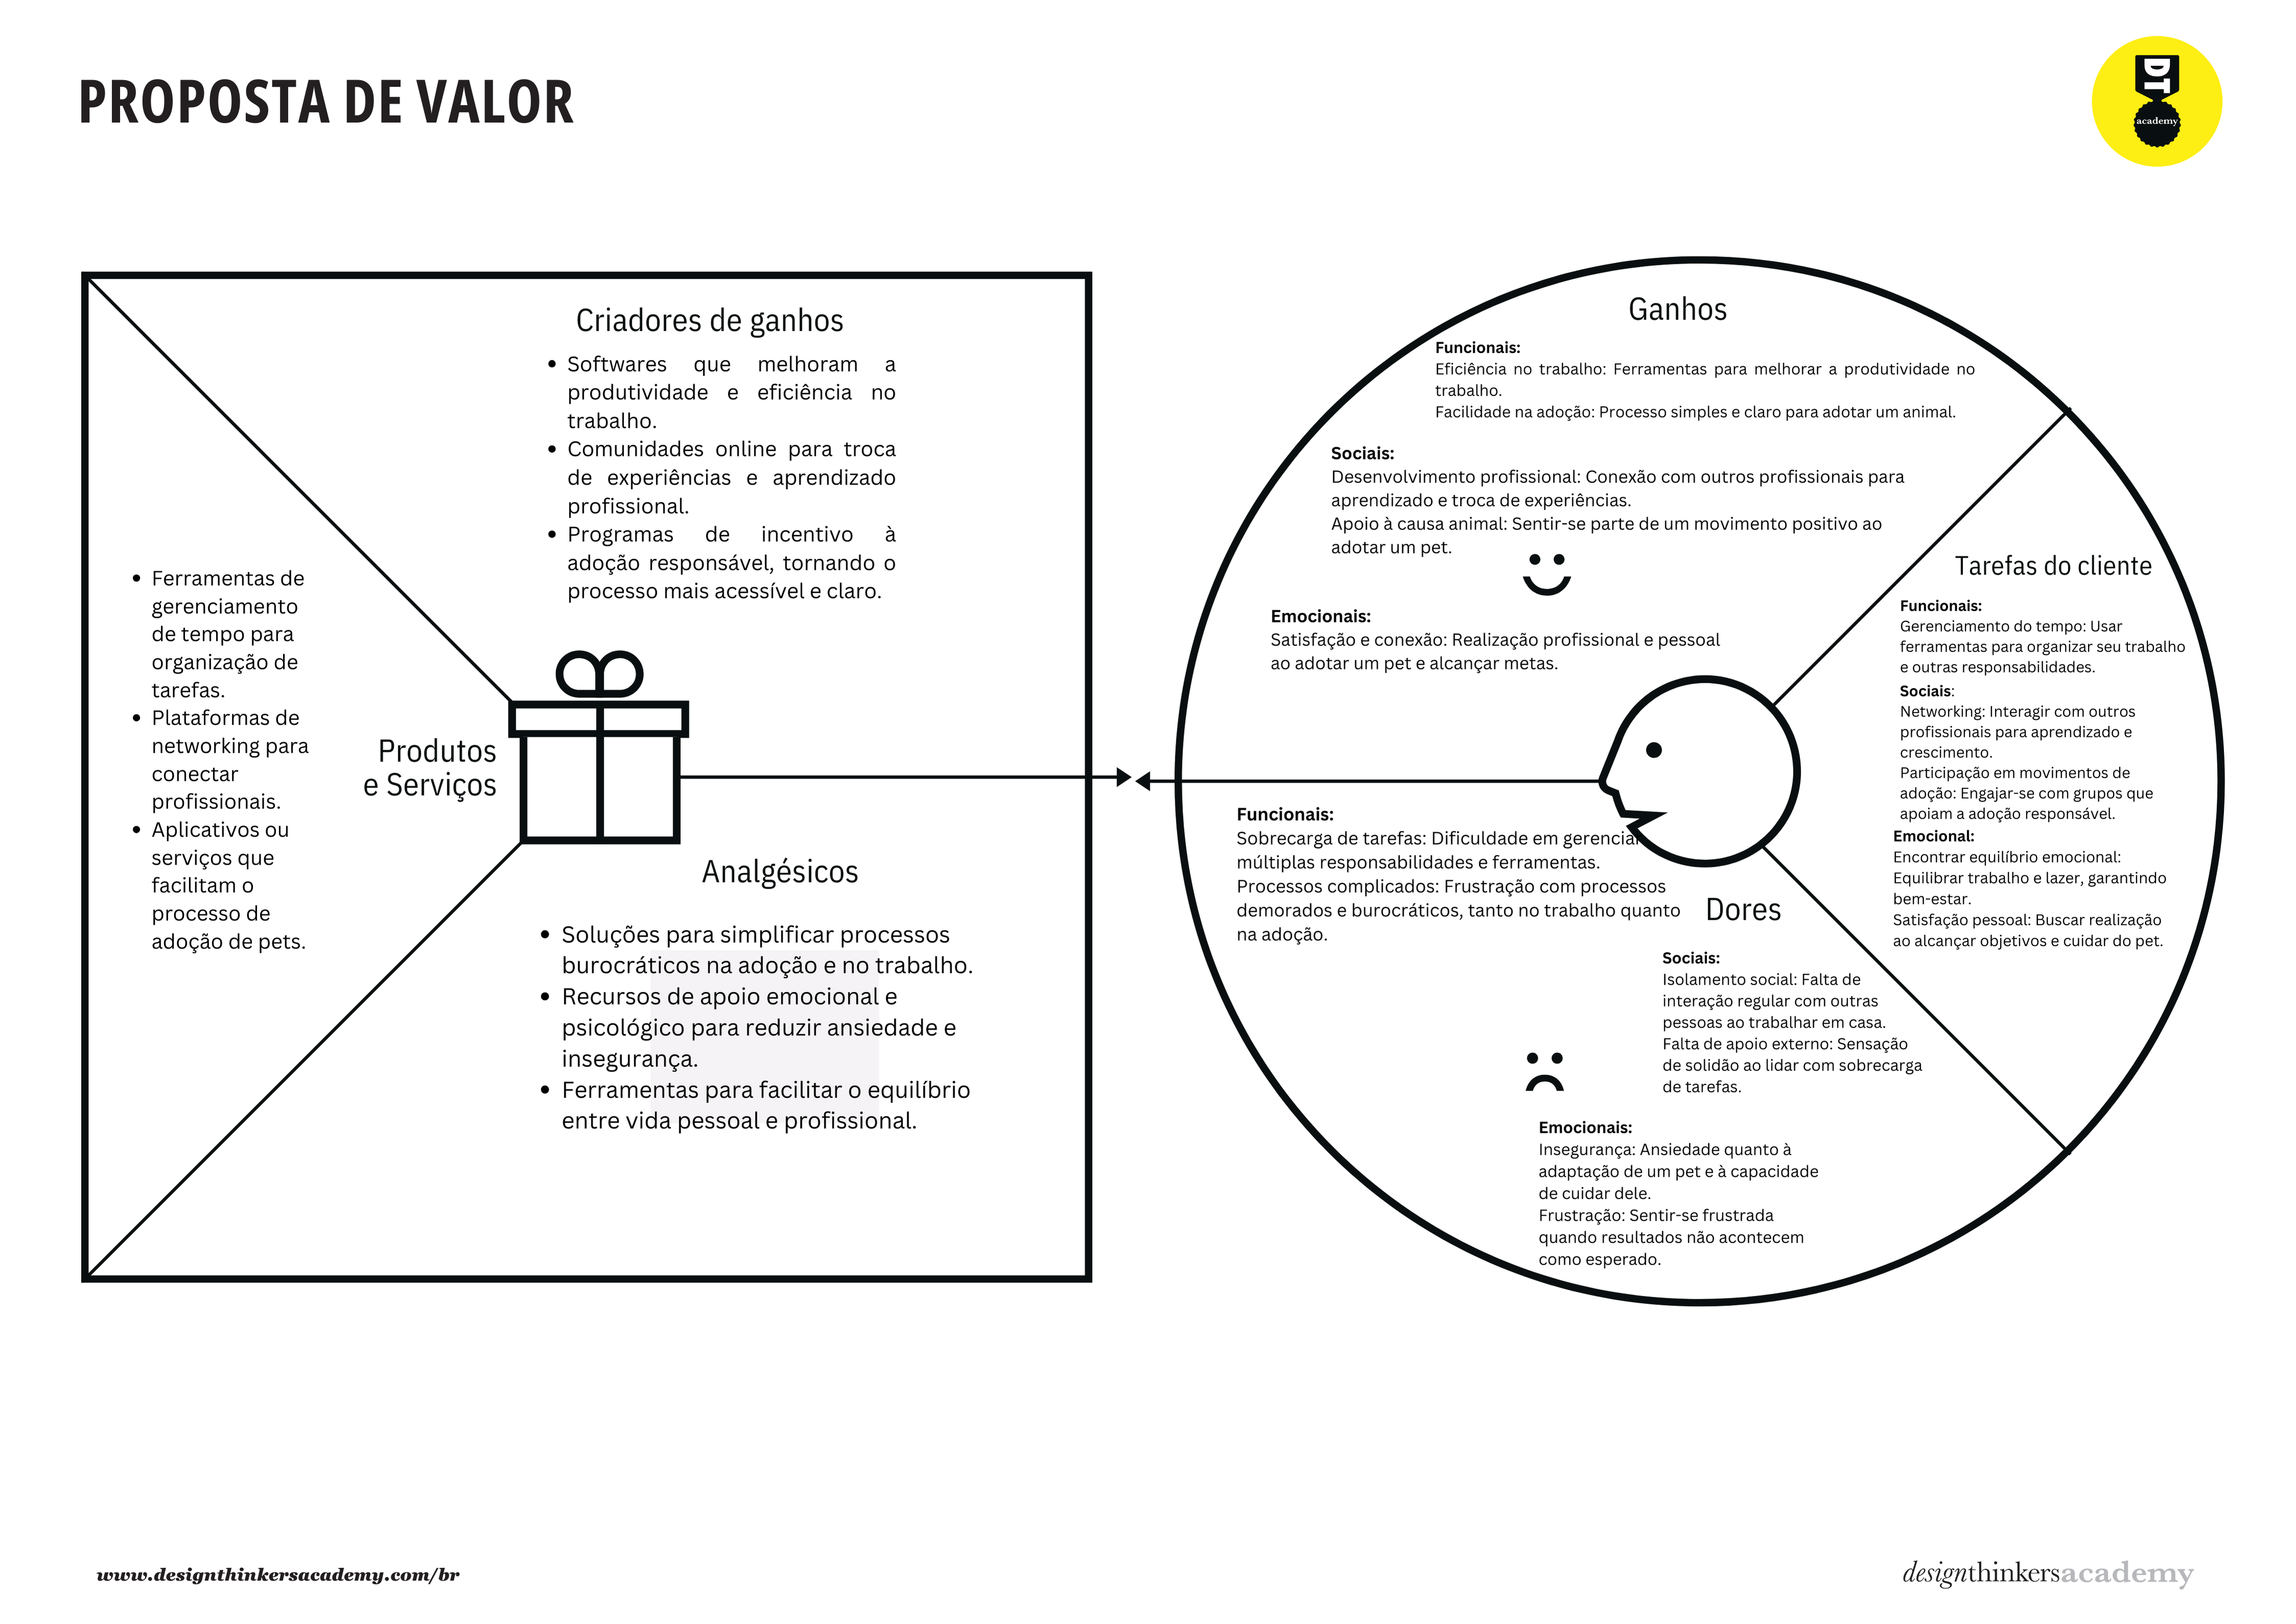 PROPOSTA DE VALOR
DT
academy
Criadores de ganhos
• Softwares que melhoram a
produtividade e eficiência no
trabalho.
• Comunidades online para troca
de experiências e aprendizado
profissional.
• Programas de incentivo à
adoção responsável, tornando o
processo mais acessível e claro.
• Ferramentas de
gerenciamento
de tempo para
organização de
tarefas.
• Plataformas de
networking para
conectar
profissionais.
• Aplicativos ou
serviços que
facilitam o
processo de
adoção de pets.
Produtos
e Serviços
Analgésicos
• Soluções para simplificar processos
burocráticos na adoção e no trabalho.
• Recursos de apoio emocional e
psicológico para reduzir ansiedade e
insegurança.
• Ferramentas para facilitar o equilíbrio
entre vida pessoal e profissional.
Ganhos
Funcionais:
Eficiência no trabalho: Ferramentas para melhorar a produtividade no
trabalho.
Facilidade na adoção: Processo simples e claro para adotar um animal.
Sociais:
Desenvolvimento profissional: Conexão com outros profissionais para
aprendizado e troca de experiências.
Apoio à causa animal: Sentir-se parte de um movimento positivo ao
adotar um pet.
Emocionais:
Satisfação e conexão: Realização profissional e pessoal
ao adotar um pet e alcançar metas.
Tarefas do cliente
Funcionais:
Gerenciamento do tempo: Usar
ferramentas para organizar seu trabalho
e outras responsabilidades.
Sociais:
Networking: Interagir com outros
profissionais para aprendizado e
crescimento.
Participação em movimentos de
adoção: Engajar-se com grupos que
apoiam a adoção responsável.
Emocional:
Encontrar equilíbrio emocional:
Equilibrar trabalho e lazer, garantindo
bem-estar.
Satisfação pessoal: Buscar realização
ao alcançar objetivos e cuidar do pet.
Funcionais:
Sobrecarga de tarefas: Dificuldade em gerenciar
múltiplas responsabilidades e ferramentas.
Processos complicados: Frustração com processos
demorados e burocráticos, tanto no trabalho quanto
na adoção.
Dores
Sociais:
Isolamento social: Falta de
interação regular com outras
pessoas ao trabalhar em casa.
Falta de apoio externo: Sensação
de solidão ao lidar com sobrecarga
de tarefas.
Emocionais:
Insegurança: Ansiedade quanto à
adaptação de um pet e à capacidade
de cuidar dele.
Frustração: Sentir-se frustrada
quando resultados não acontecem
como esperado.
www.designthinkersacademy.com/br
designthinkersacademy